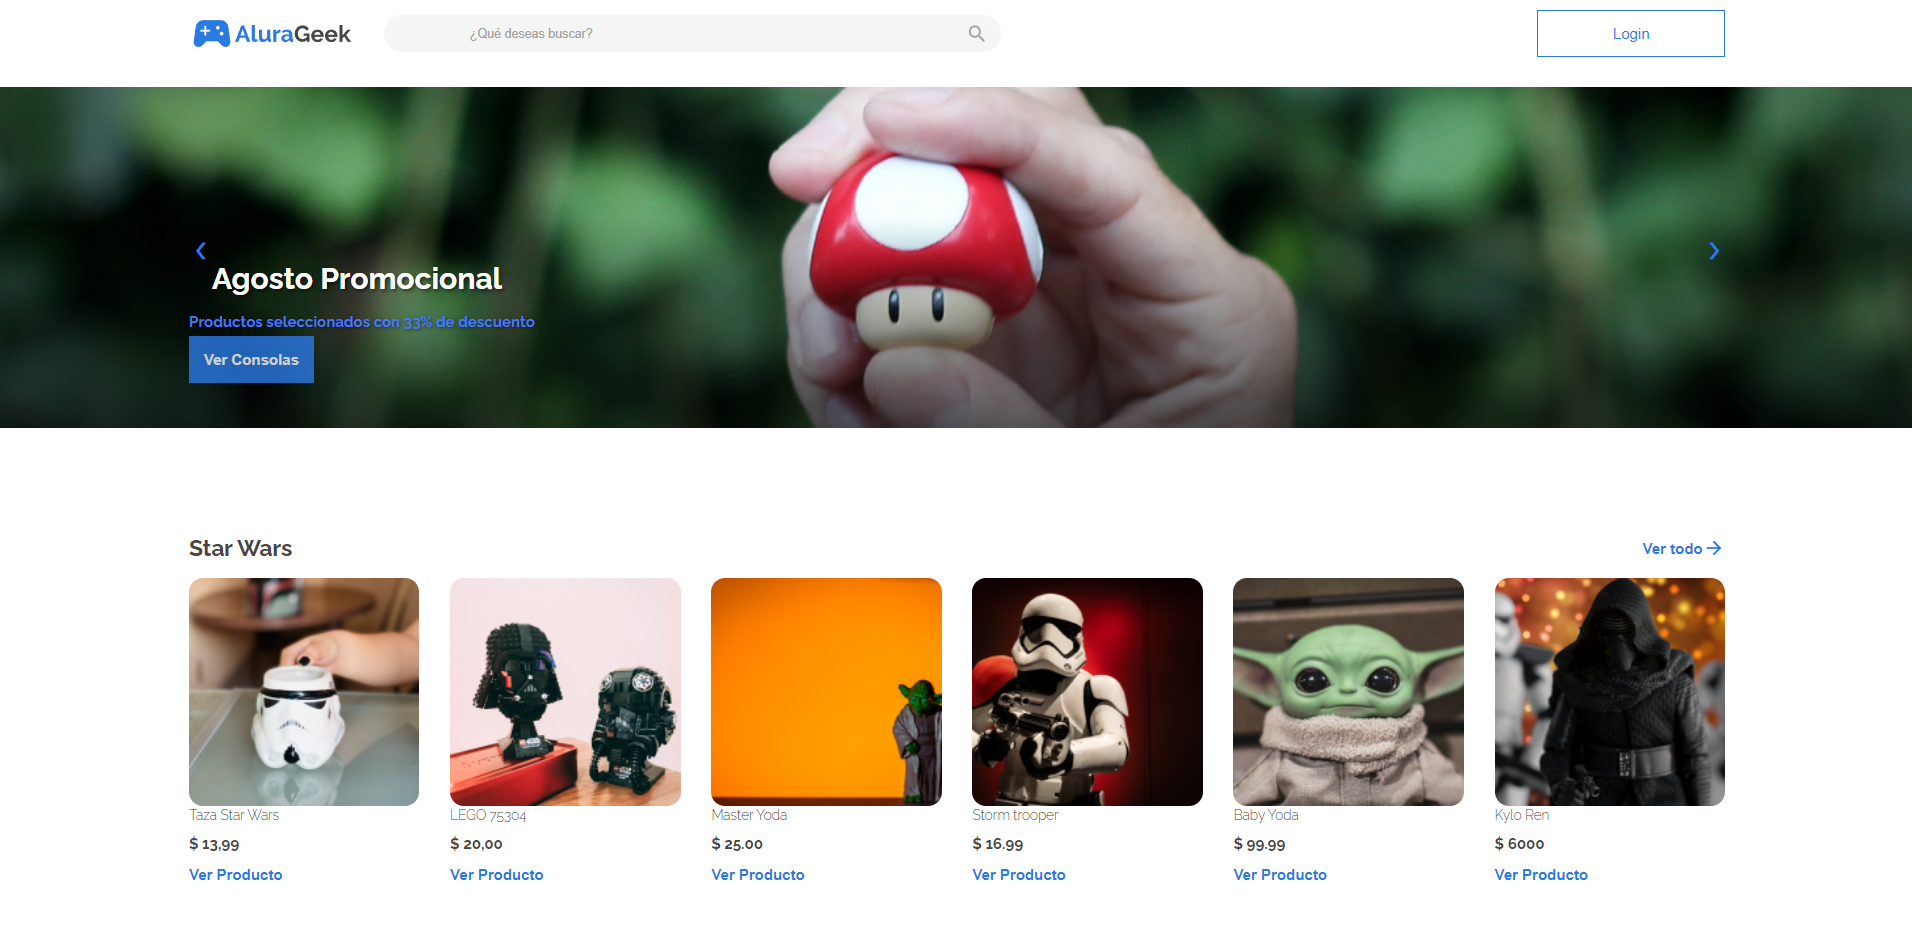 AluraGeek
¿Qué deseas buscar?
Login
Agosto Promocional
Productos seleccionados con 33% de descuento
Ver Consolas
Star Wars
Ver todo
Taza Star Wars
LEGO 75304
Master Yoda
Storm trooper
Baby Yoda
Kylo Ren
$ 13,99
$ 20,00
$ 25.00
$ 16.99
$ 99.99
$ 6000
Ver Producto
Ver Producto
Ver Producto
Ver Producto
Ver Producto
Ver Producto